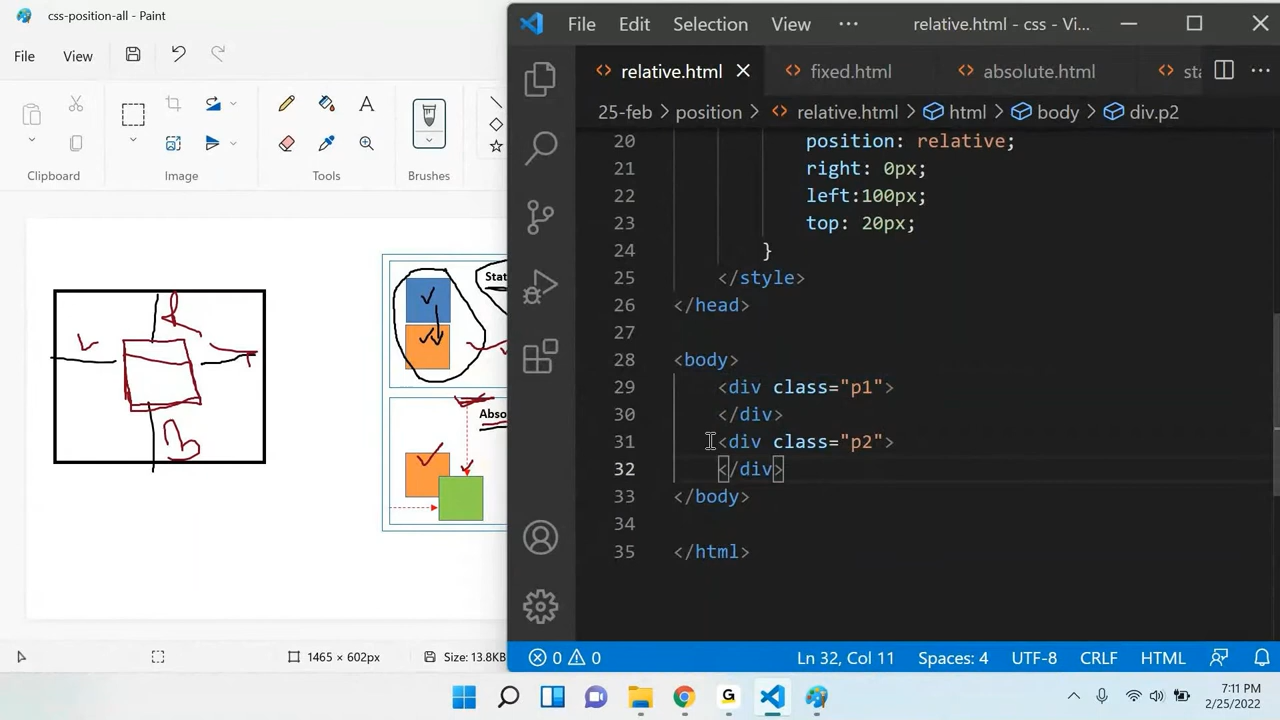 css-position-all - Paint
File View
Clipboard
Image
Tools
Brushes
Stat
Abso
1465 × 602px
Size: 13.8KB
File Edit Selection View ··· relative.html - css - Vi...
relative.html fixed.html absolute.html sta ···
25-feb > position > relative.html > html > body > div.p2
20 position: relative;
21 right: 0px;
22 left:100px;
23 top: 20px;
24 }
25 </style>
26 </head>
27
28 <body>
29 <div class="p1">
30 </div>
31 <div class="p2">
32 </div>
33 </body>
34
35 </html>
0 0 Ln 32, Col 11 Spaces: 4 UTF-8 CRLF HTML
7:11 PM
2/25/2022